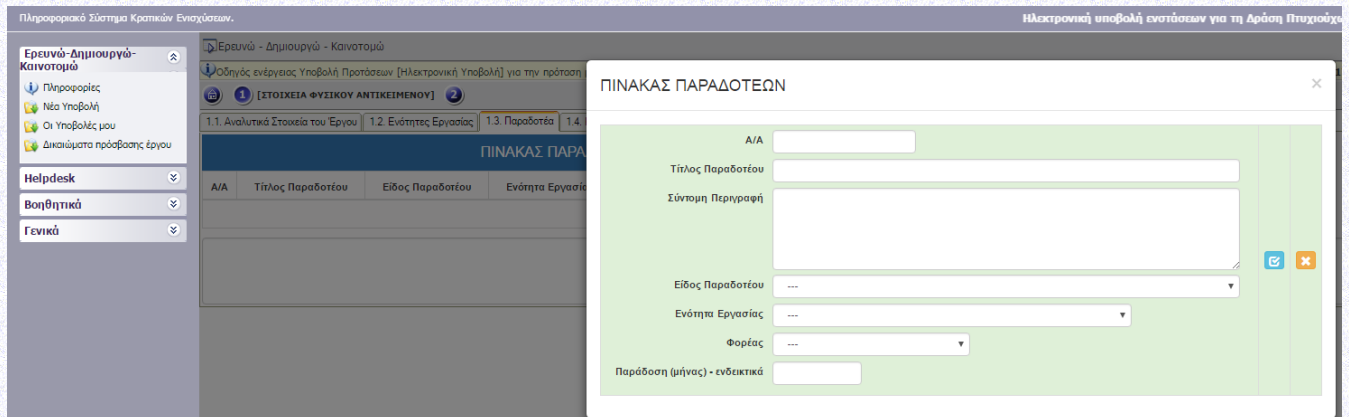 Πληροφοριακό Σύστημα Κρατικών Ενισχύσεων.
Ηλεκτρονική υποβολή ενστάσεων για τη Δράση Πτυχιούχω
Ερευνώ-Δημιουργώ-
Καινοτομώ
Πληροφορίες
Νέα Υποβολή
Οι Υποβολές μου
Δικαιώματα πρόσβασης έργου
Helpdesk
Βοηθητικά
Γενικά
Ερευνώ - Δημιουργώ - Καινοτομώ
Οδηγός ενέργειας Υποβολή Προτάσεων [Ηλεκτρονική Υποβολή] για την πρόταση
1 [ΣΤΟΙΧΕΙΑ ΦΥΣΙΚΟΥ ΑΝΤΙΚΕΙΜΕΝΟΥ] 2
1.1. Αναλυτικά Στοιχεία του Έργου 1.2. Ενότητες Εργασίας 1.3. Παραδοτέα 1.4.
ΠΙΝΑΚΑΣ ΠΑΡΑ
Α/Α Τίτλος Παραδοτέου Είδος Παραδοτέου Ενότητα Εργασία
ΠΙΝΑΚΑΣ ΠΑΡΑΔΟΤΕΩΝ ×
Α/Α
Τίτλος Παραδοτέου
Σύντομη Περιγραφή
Είδος Παραδοτέου ---
Ενότητα Εργασίας ---
Φορέας ---
Παράδοση (μήνας) - ενδεικτικά